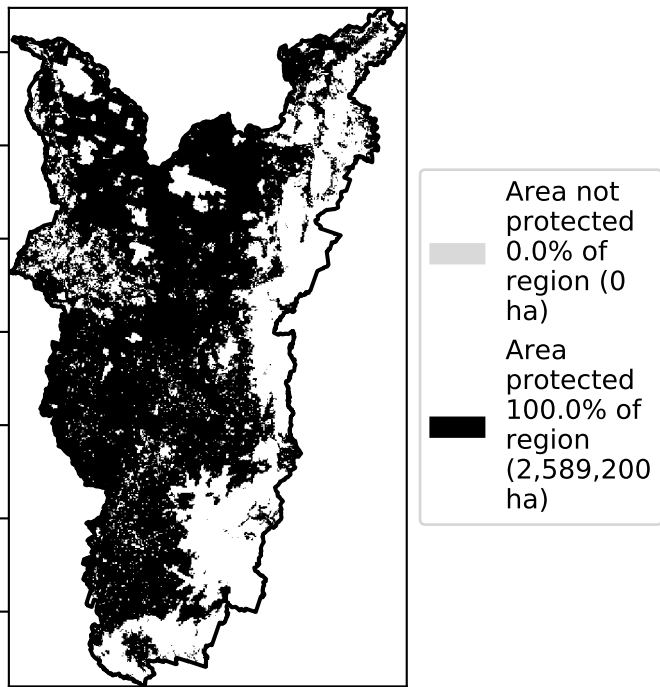 Area not
protected
0.0% of
region (0
ha)
Area
protected
100.0% of
region
(2,589,200
ha)